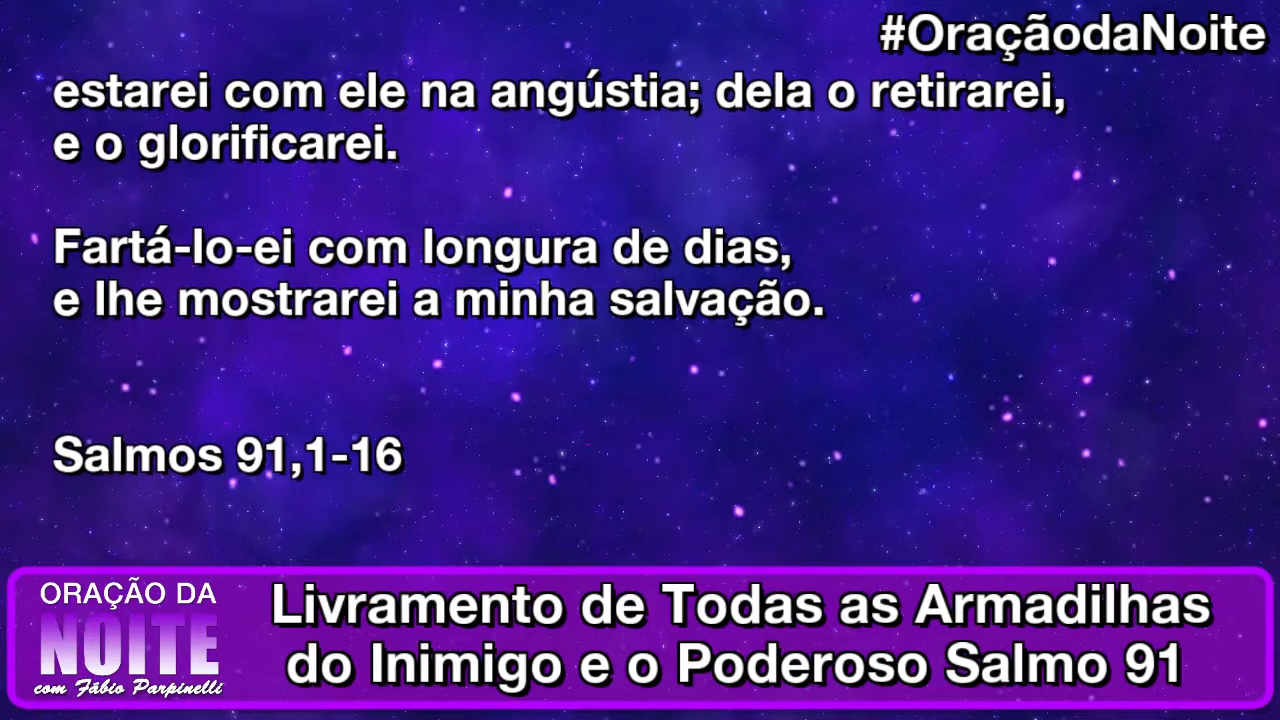 #OraçãodaNoite
estarei com ele na angústia; dela o retirarei,
e o glorificarei.
Fartá-lo-ei com longura de dias,
e lhe mostrarei a minha salvação.
Salmos 91,1-16
ORAÇÃO DA
NOITE
com Fábio Parpinelli
Livramento de Todas as Armadilhas
do Inimigo e o Poderoso Salmo 91